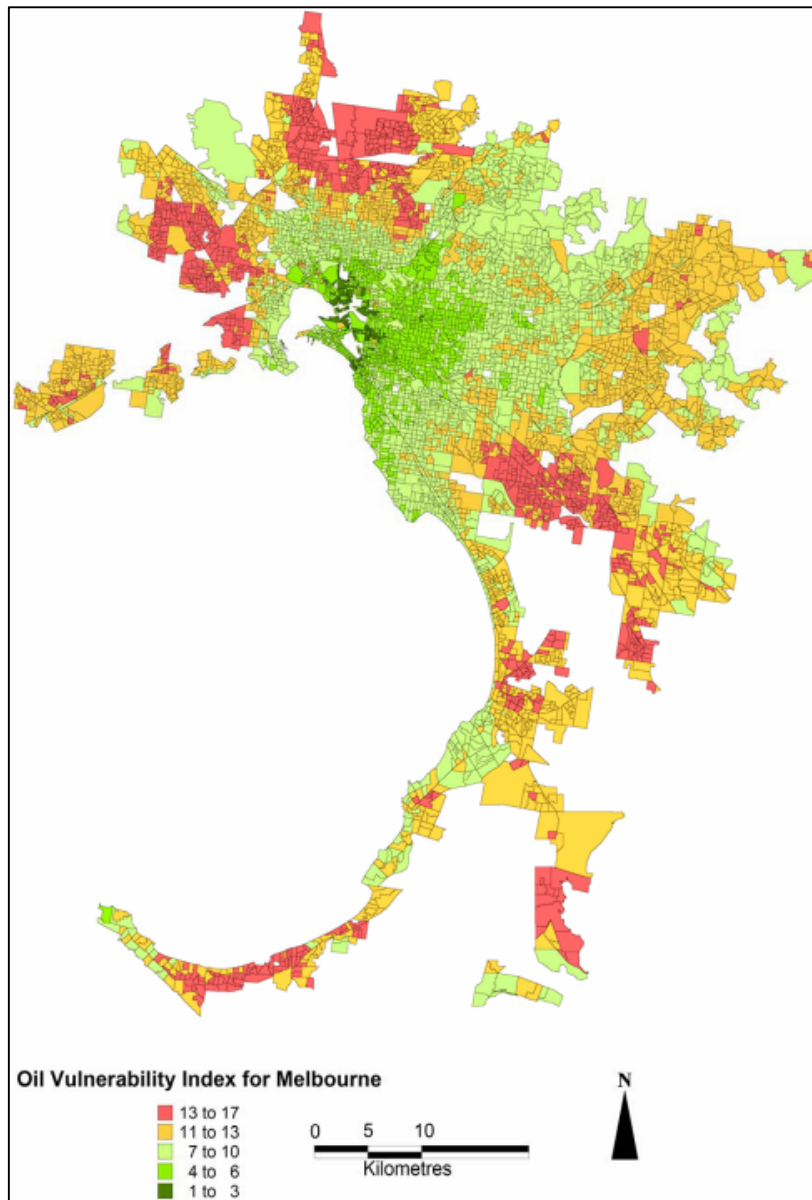 Oil Vulnerability Index for Melbourne
13 to 17
11 to 13
7 to 10
4 to 6
1 to 3
0 5 10
Kilometres
N